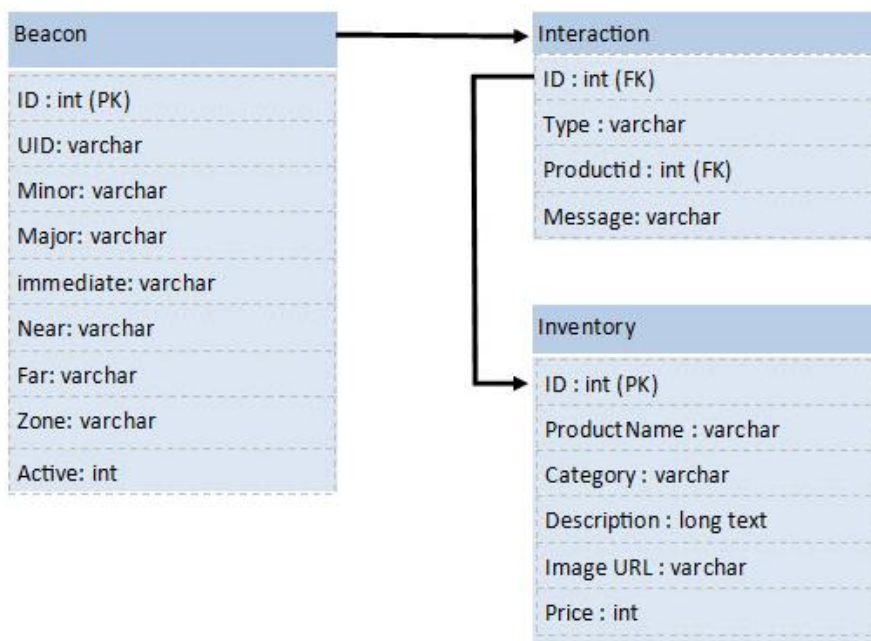 Beacon
ID : int (PK)
UID: varchar
Minor: varchar
Major: varchar
immediate: varchar
Near: varchar
Far: varchar
Zone: varchar
Active: int
Interaction
ID : int (FK)
Type : varchar
Productid : int (FK)
Message: varchar
Inventory
ID : int (PK)
ProductName : varchar
Category : varchar
Description : long text
Image URL : varchar
Price : int